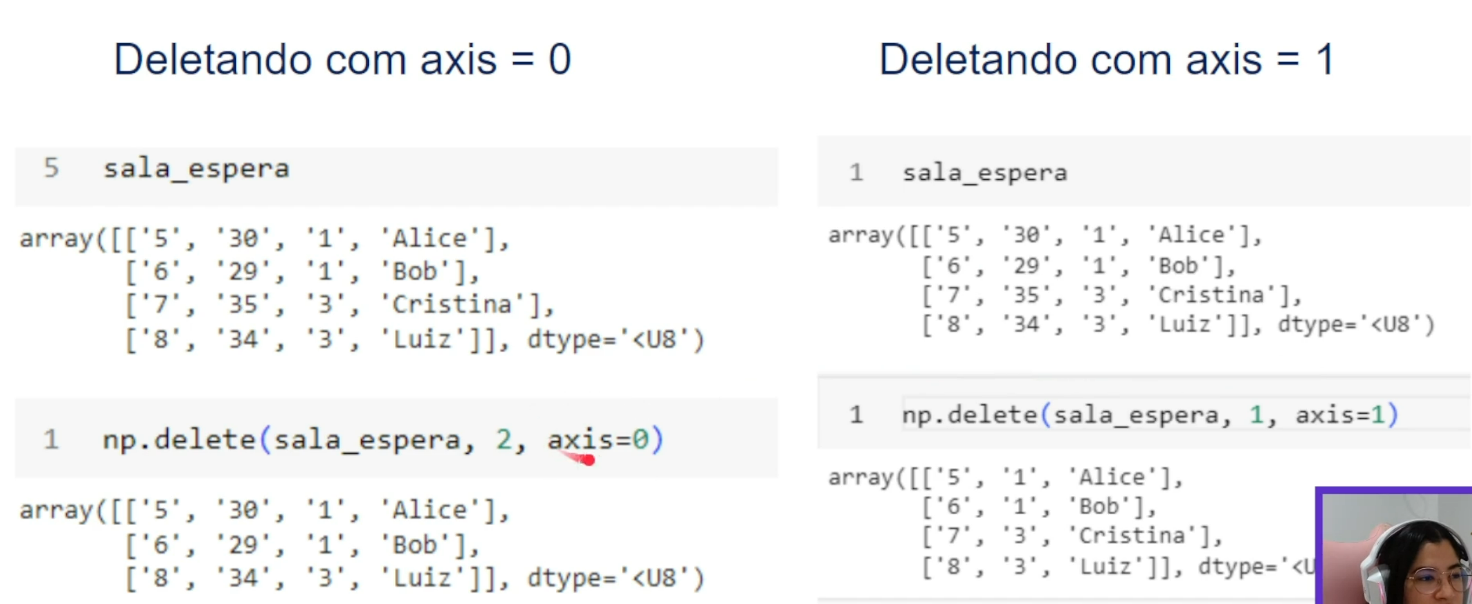 Deletando com axis = 0
5 sala_espera
array([['5', '30', '1', 'Alice'],
['6', '29', '1', 'Bob'],
['7', '35', '3', 'Cristina'],
['8', '34', '3', 'Luiz']], dtype='<U8')
1 np.delete(sala_espera, 2, axis=0)
array([['5', '30', '1', 'Alice'],
['6', '29', '1', 'Bob'],
['8', '34', '3', 'Luiz']], dtype='<U8')
Deletando com axis = 1
1 sala_espera
array([['5', '30', '1', 'Alice'],
['6', '29', '1', 'Bob'],
['7', '35', '3', 'Cristina'],
['8', '34', '3', 'Luiz']], dtype='<U8')
1 np.delete(sala_espera, 1, axis=1)
array([['5', '1', 'Alice'],
['6', '1', 'Bob'],
['7', '3', 'Cristina'],
['8', '3', 'Luiz']], dtype='<U